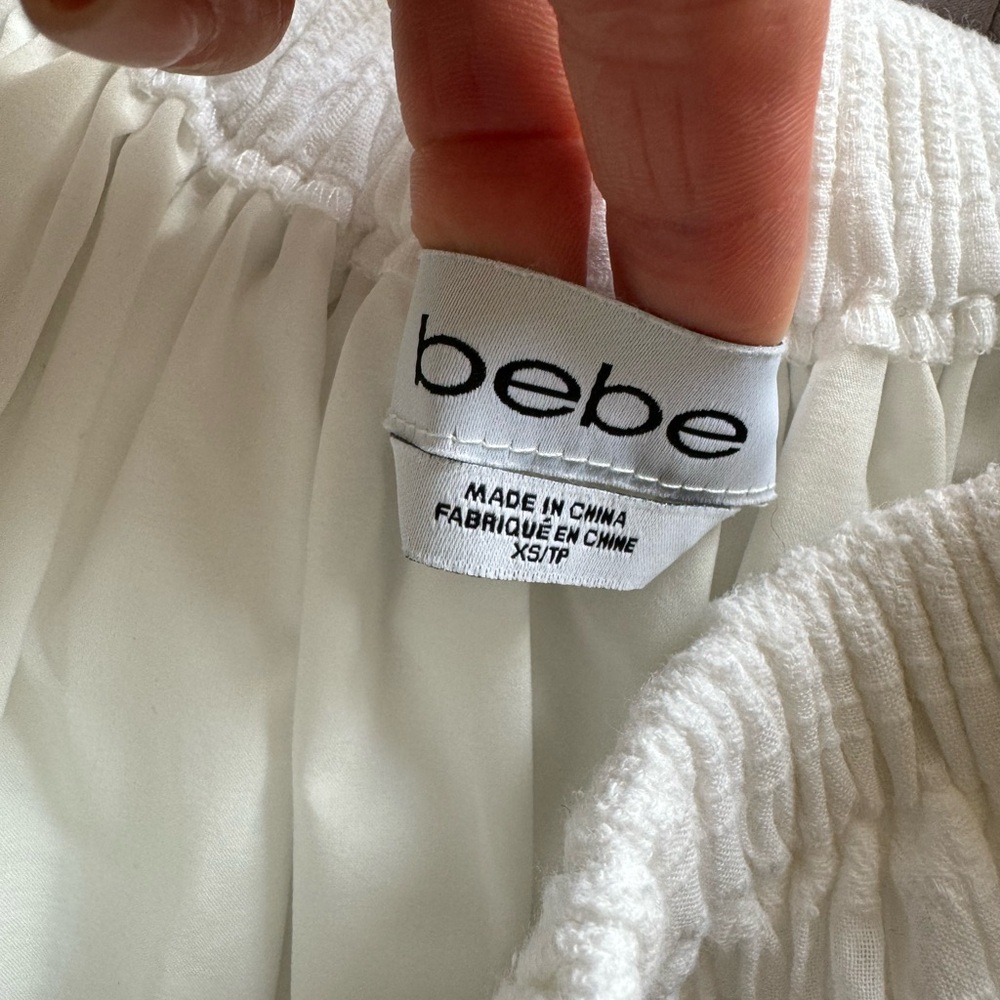 bebe
MADE IN CHINA
FABRIQUÉ EN CHINE
XS/TP